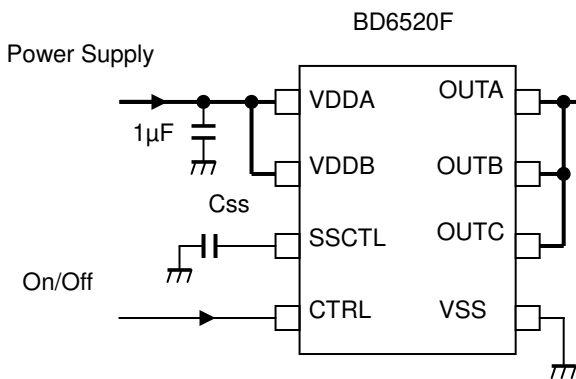 BD6520F
Power Supply
VDDA
OUTA
1µF
VDDB
OUTB
Css
SSCTL
OUTC
On/Off
CTRL
VSS